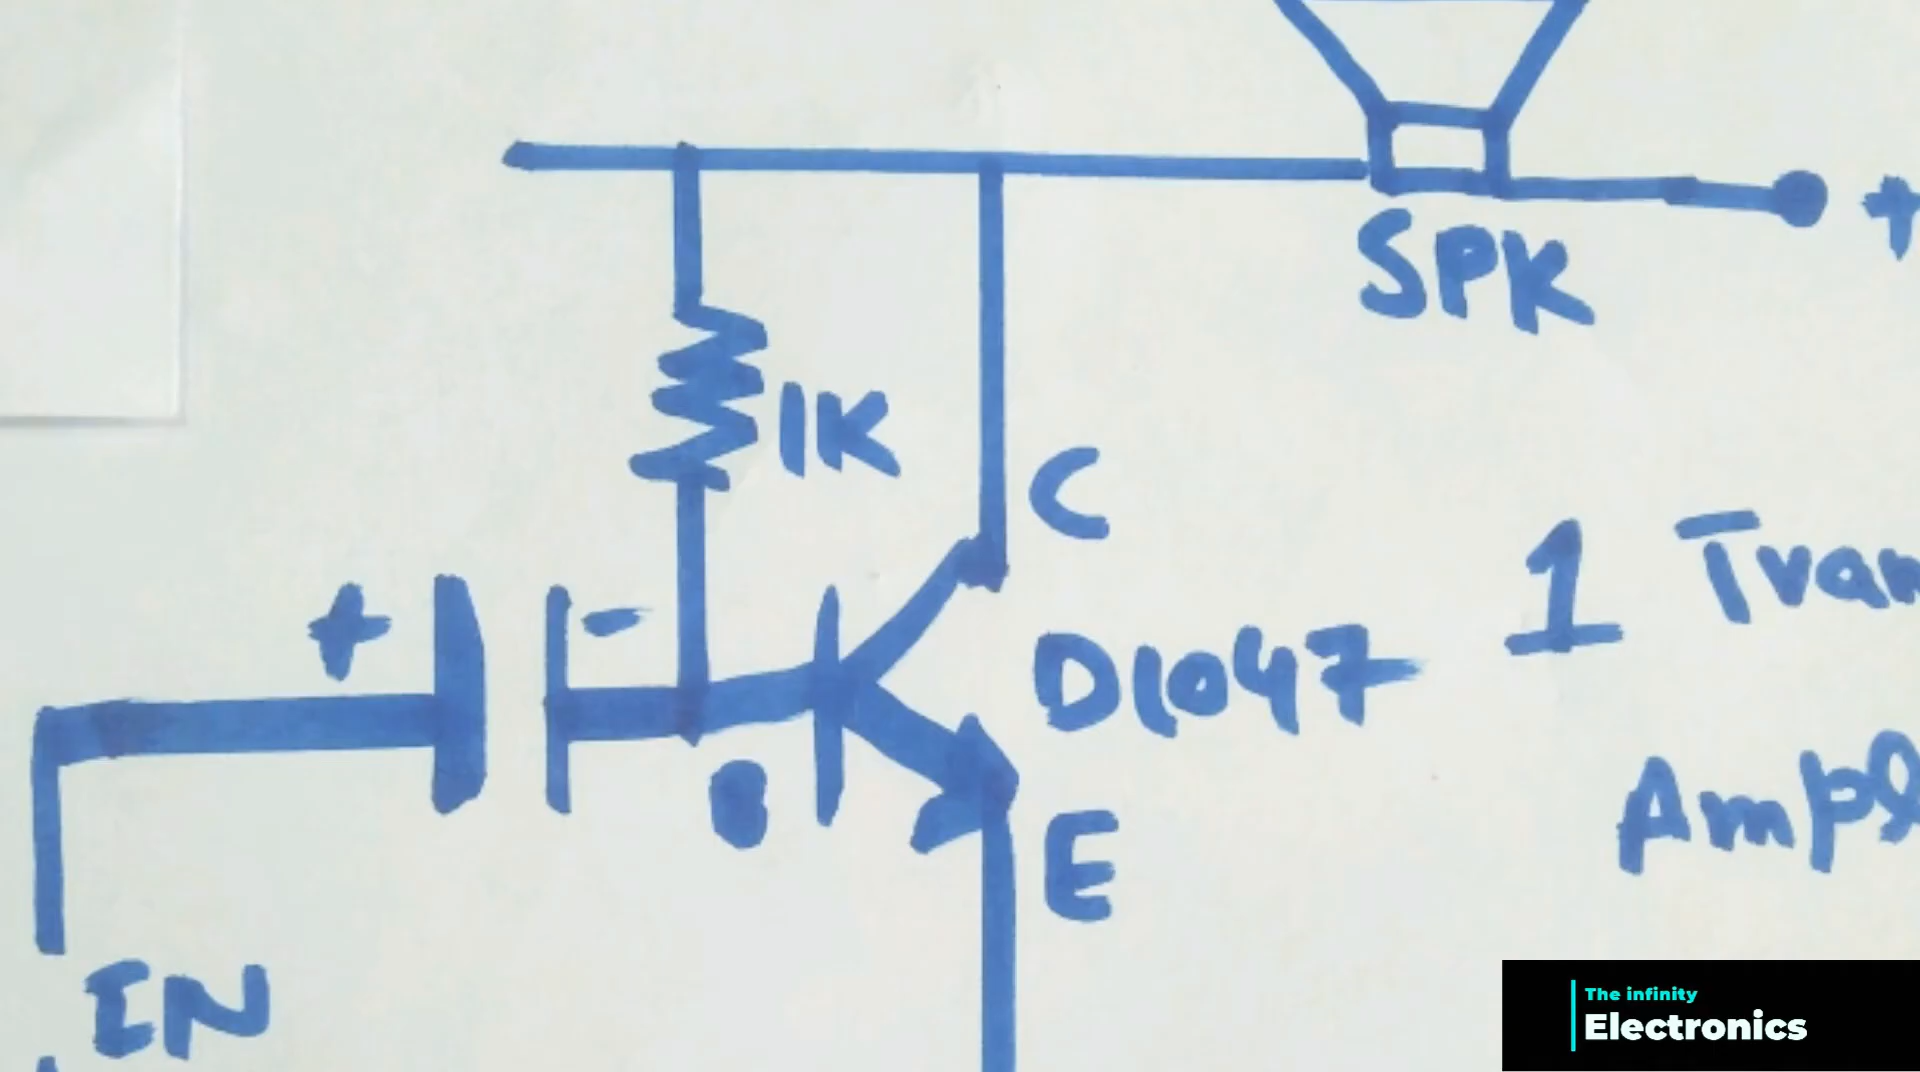 +
SPK
1K
C
+ -
D1047
1 Tran
Ampl
B
E
IN
The infinity
Electronics